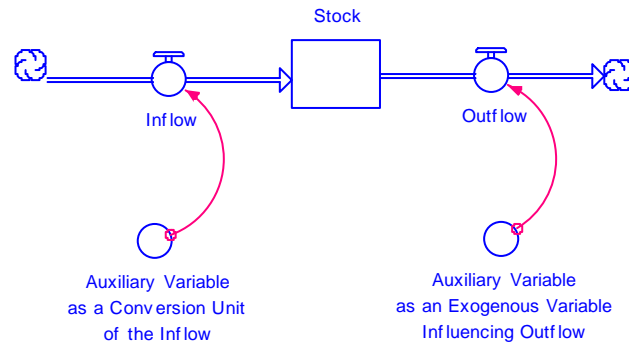 Stock
Inflow
Outflow
Auxiliary Variable
as a Conversion Unit
of the Inflow
Auxiliary Variable
as an Exogenous Variable
Influencing Outflow